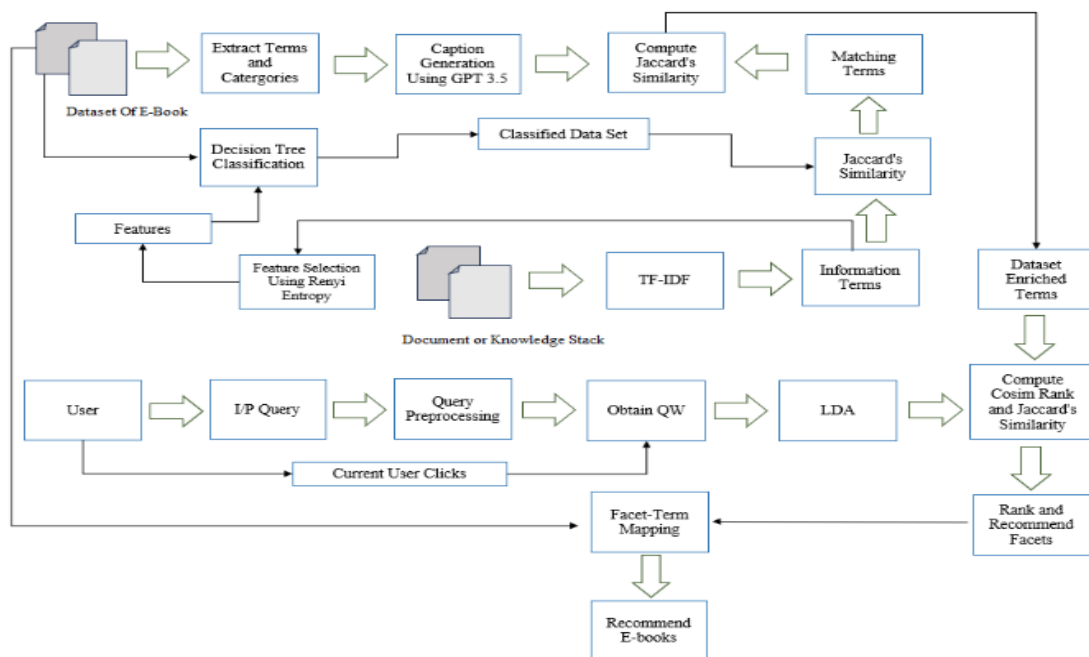 Extract Terms
and
Catergories
Caption
Generation
Using GPT 3.5
Compute
Jaccard's
Similarity
Matching
Terms
Dataset Of E-Book
Decision Tree
Classification
Classified Data Set
Jaccard's
Similarity
Features
Feature Selection
Using Renyi
Entropy
TF-IDF
Information
Terms
Dataset
Enriched
Terms
Document or Knowledge Stack
User
I/P Query
Query
Preprocessing
Obtain QW
LDA
Compute
Cosim Rank
and Jaccard's
Similarity
Current User Clicks
Facet-Term
Mapping
Rank and
Recommend
Facets
Recommend
E-books